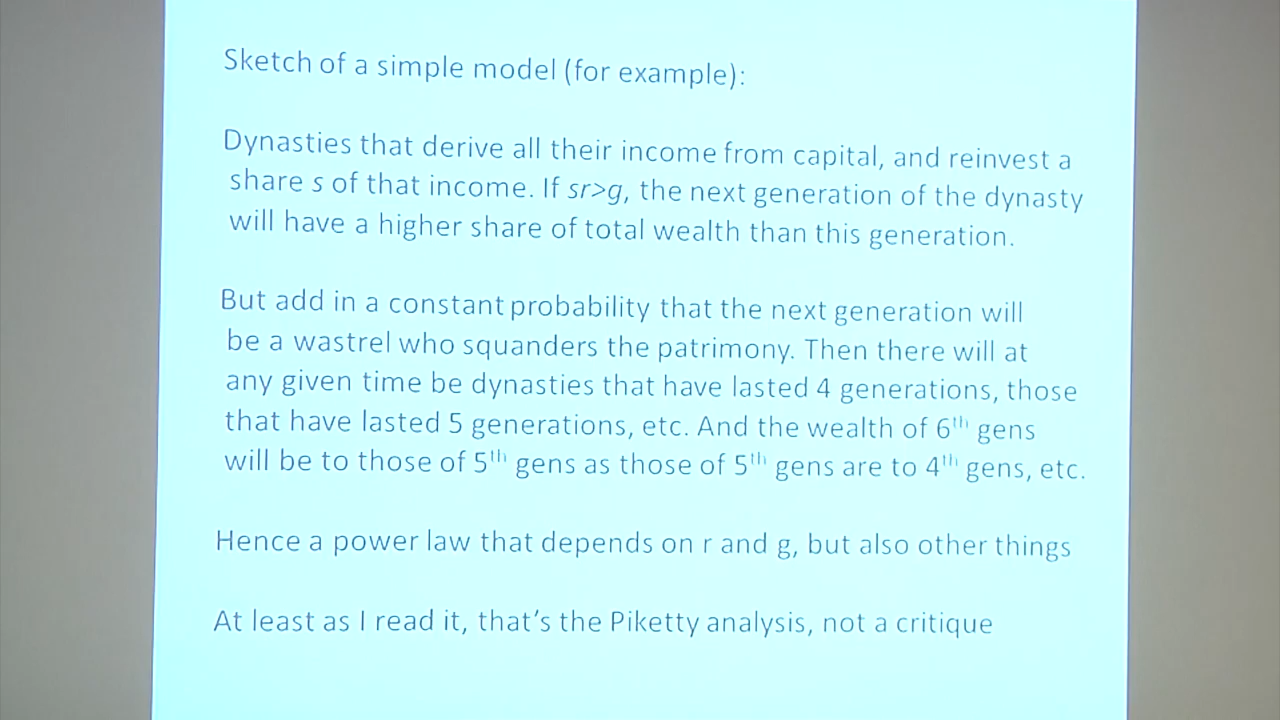 Sketch of a simple model (for example):
Dynasties that derive all their income from capital, and reinvest a
share s of that income. If sr>g, the next generation of the dynasty
will have a higher share of total wealth than this generation.
But add in a constant probability that the next generation will
be a wastrel who squanders the patrimony. Then there will at
any given time be dynasties that have lasted 4 generations, those
that have lasted 5 generations, etc. And the wealth of 6th gens
will be to those of 5th gens as those of 5th gens are to 4th gens, etc.
Hence a power law that depends on r and g, but also other things
At least as I read it, that's the Piketty analysis, not a critique